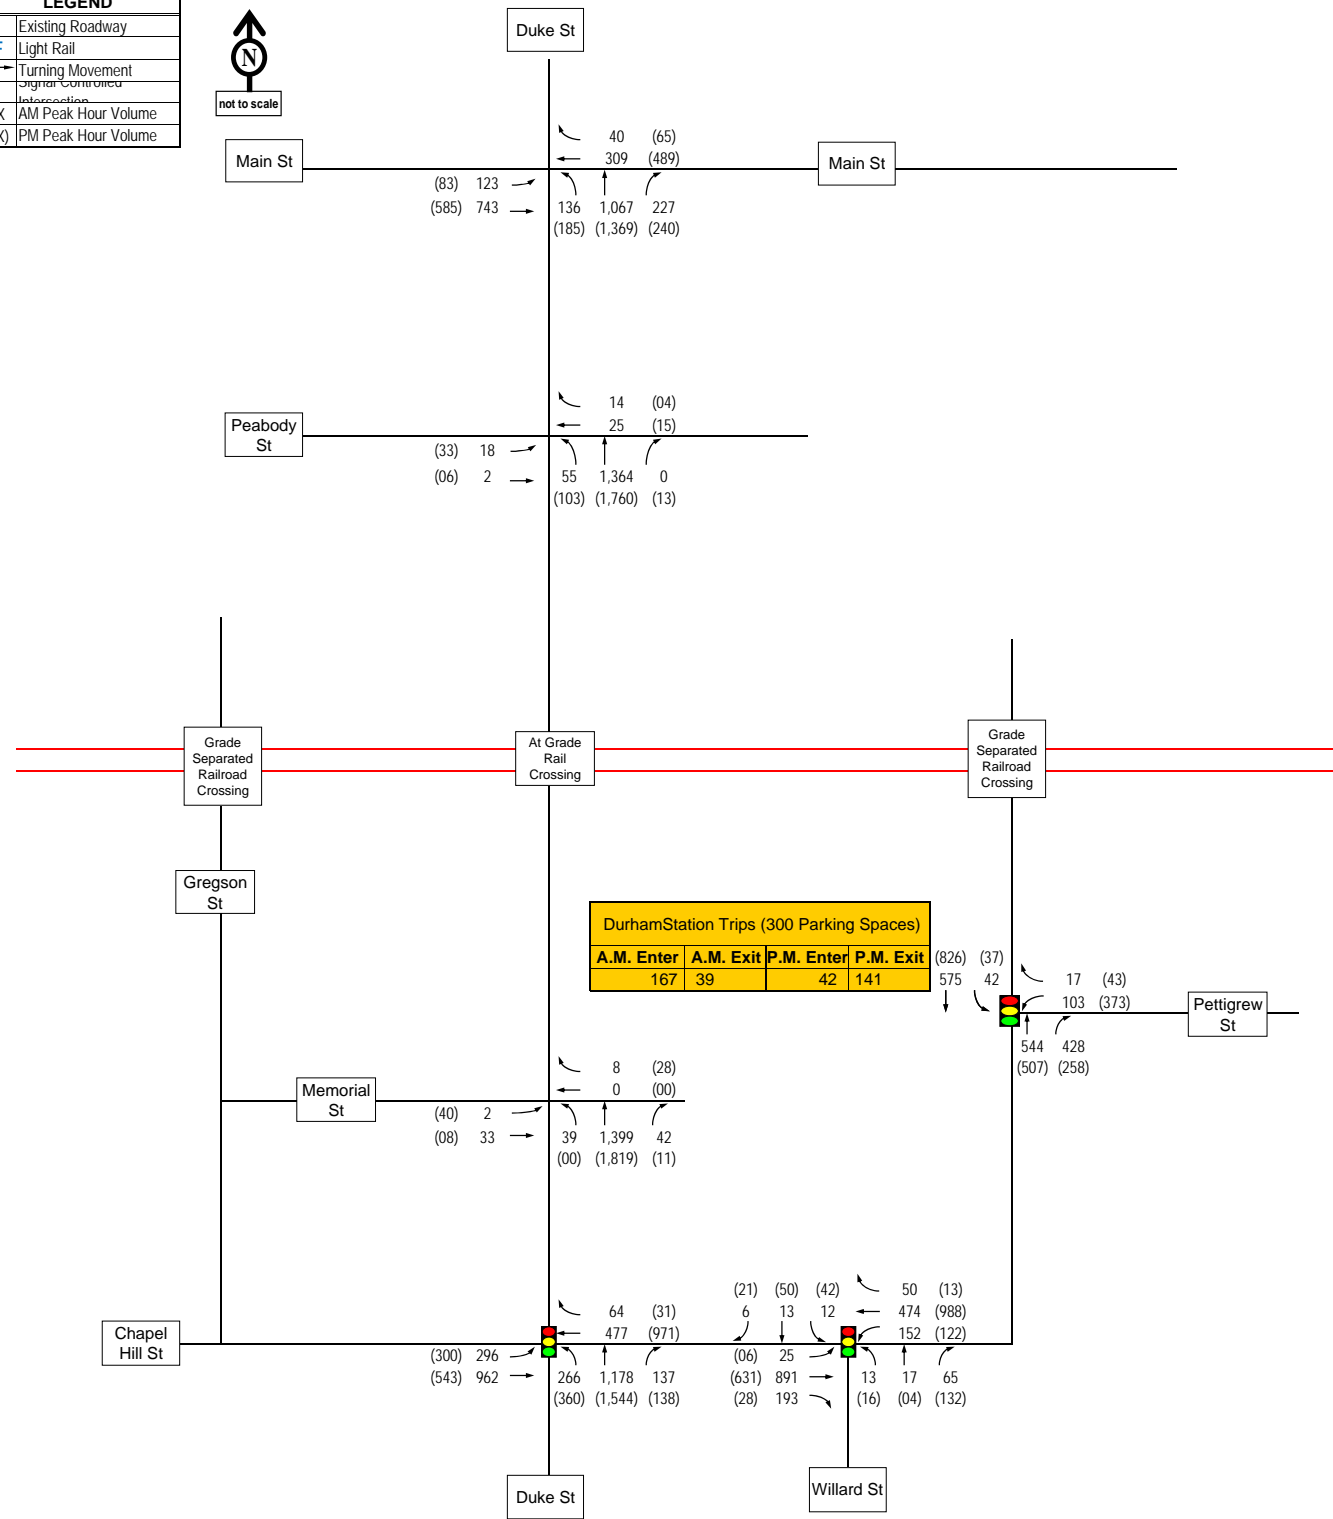 LEGEND
Existing Roadway
Light Rail
Turning Movement
Signal Controlled
Intersection
X AM Peak Hour Volume
X) PM Peak Hour Volume
N
not to scale
Duke St
40 (65)
309 (489)
Main St
Main St
(83) 123
(585) 743
136 1,067 227
(185) (1,369) (240)
14 (04)
25 (15)
Peabody
St
(33) 18
(06) 2
55 1,364 0
(103) (1,760) (13)
Grade
Separated
Railroad
Crossing
At Grade
Rail
Crossing
Grade
Separated
Railroad
Crossing
Gregson
St
DurhamStation Trips (300 Parking Spaces)
A.M. Enter A.M. Exit P.M. Enter P.M. Exit
167 39 42 141
(826) (37)
575 42
17 (43)
103 (373)
Pettigrew
St
544 428
(507) (258)
8 (28)
0 (00)
Memorial
St
(40) 2
(08) 33
39 1,399 42
(00) (1,819) (11)
64 (31)
477 (971)
(21) (50) (42)
6 13 12
50 (13)
474 (988)
152 (122)
Chapel
Hill St
(300) 296
(543) 962
266 1,178 137
(360) (1,544) (138)
(06) 25
(631) 891
(28) 193
13 17 65
(16) (04) (132)
Duke St
Willard St